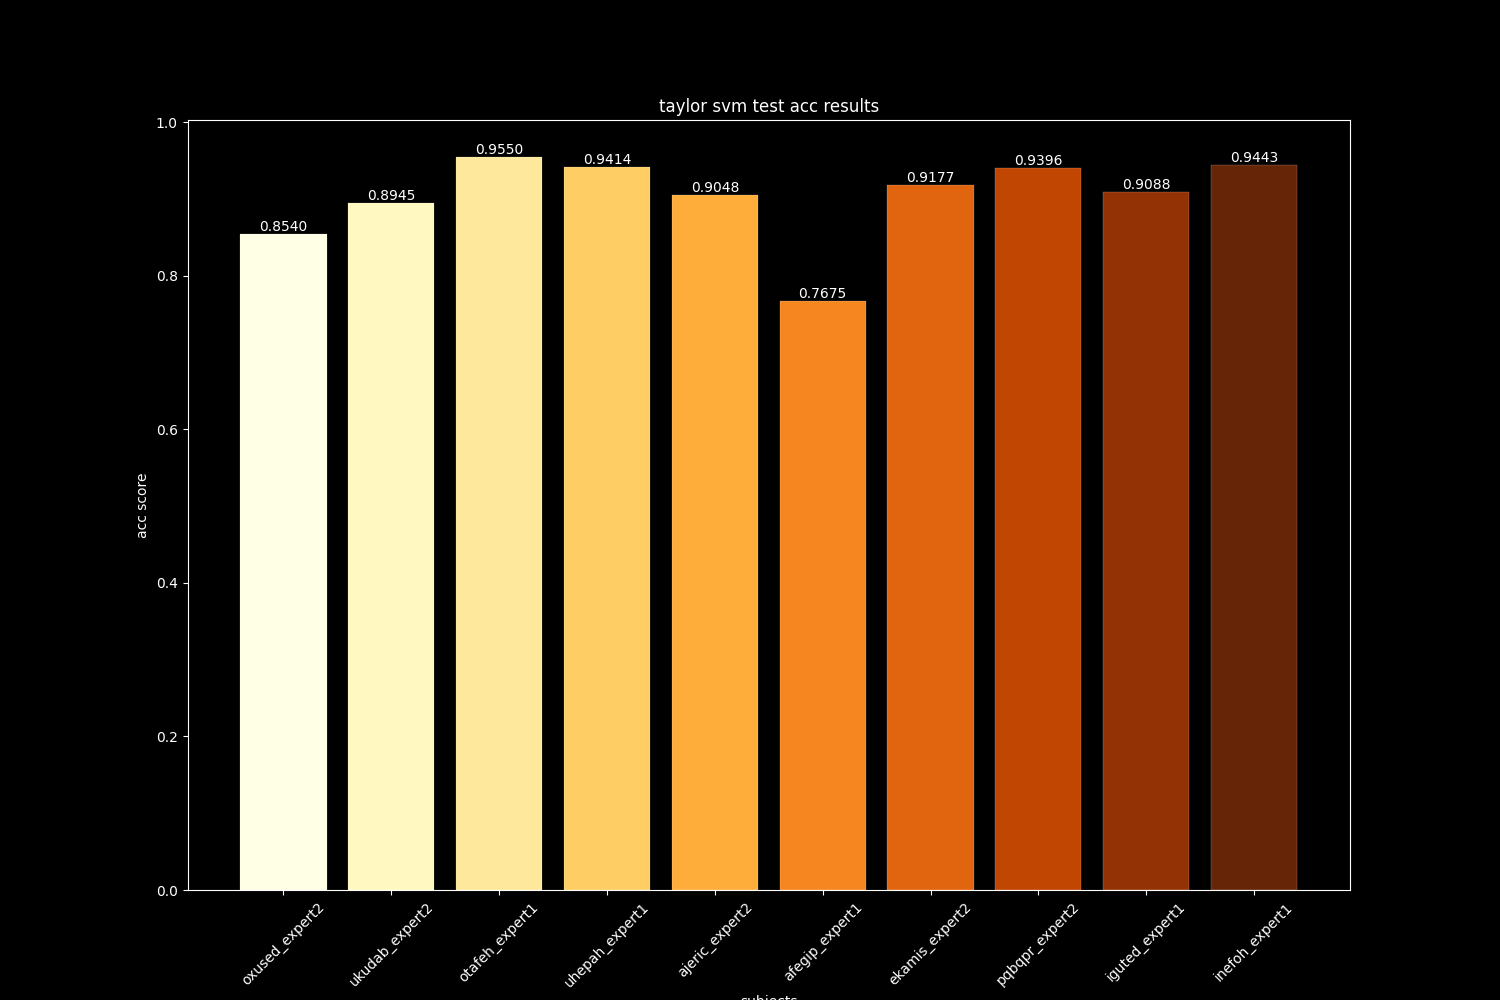 taylor svm test acc results
1.0
0.8
0.6
0.4
0.2
0.0
acc score
0.8540
0.8945
0.9550
0.9414
0.9048
0.7675
0.9177
0.9396
0.9088
0.9443
oxused_expert2
ukudab_expert2
otafeh_expert1
uhepah_expert1
ajeric_expert2
afegip_expert1
ekamis_expert2
pqbqpr_expert2
iguted_expert1
inefoh_expert1
subjects